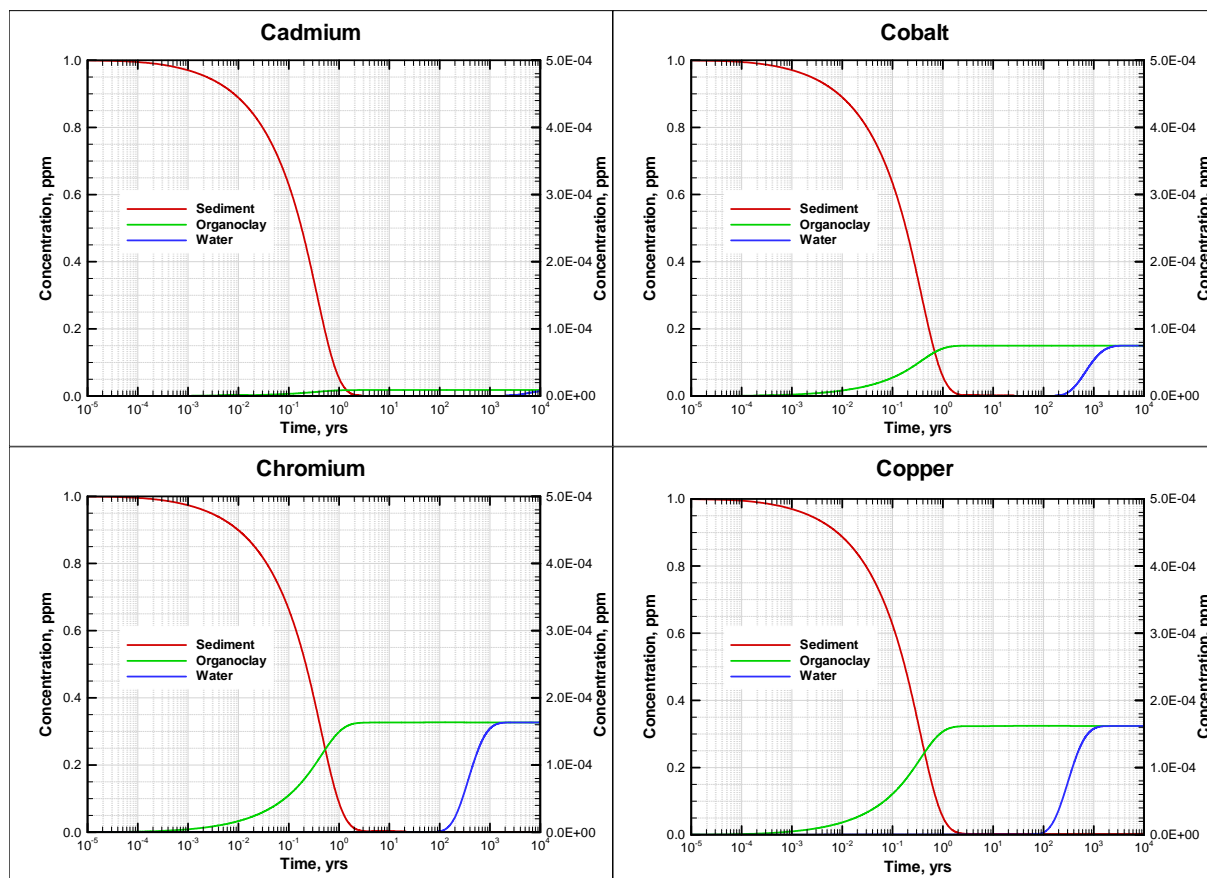 Cadmium
1.0
0.8
0.6
0.4
0.2
0.0
Concentration, ppm
5.0E-04
4.0E-04
3.0E-04
2.0E-04
1.0E-04
0.0E+00
Concentration, ppm
Sediment
Organoclay
Water
10-5 10-4 10-3 10-2 10-1 100 101 102 103 104
Time, yrs
Cobalt
1.0
0.8
0.6
0.4
0.2
0.0
Concentration, ppm
5.0E-04
4.0E-04
3.0E-04
2.0E-04
1.0E-04
0.0E+00
Concentration, ppm
Sediment
Organoclay
Water
10-5 10-4 10-3 10-2 10-1 100 101 102 103 104
Time, yrs
Chromium
1.0
0.8
0.6
0.4
0.2
0.0
Concentration, ppm
5.0E-04
4.0E-04
3.0E-04
2.0E-04
1.0E-04
0.0E+00
Concentration, ppm
Sediment
Organoclay
Water
10-5 10-4 10-3 10-2 10-1 100 101 102 103 104
Time, yrs
Copper
1.0
0.8
0.6
0.4
0.2
0.0
Concentration, ppm
5.0E-04
4.0E-04
3.0E-04
2.0E-04
1.0E-04
0.0E+00
Concentration, ppm
Sediment
Organoclay
Water
10-5 10-4 10-3 10-2 10-1 100 101 102 103 104
Time, yrs